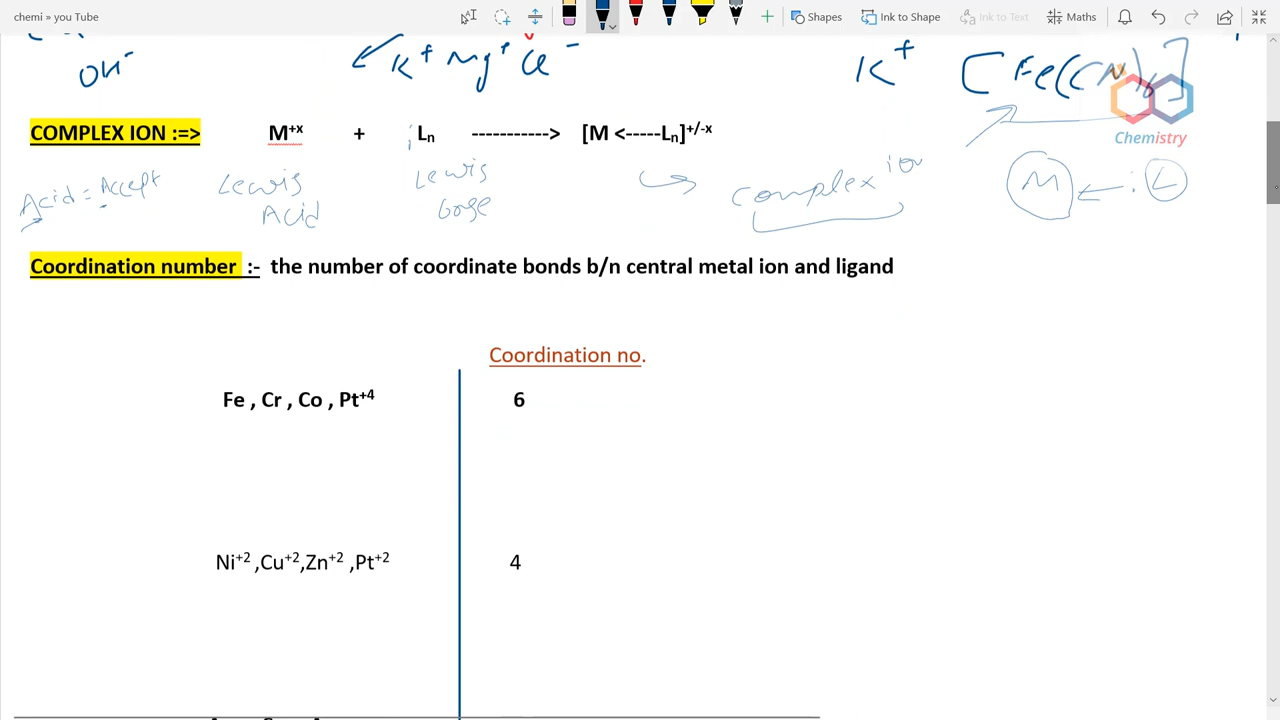 chemi » you Tube
Shapes Ink to Shape Ink to Text Maths
OH⁻ K⁺ Mg⁺ Cl⁻ K⁺ [Fe(CN)₆]
Chemistry
COMPLEX ION :=> M⁺ˣ + :Lₙ -----------> [M <-----Lₙ]⁺/⁻ˣ
Acid = Accept Lewis Acid Lewis complex ion M ← : L
Coordination number :- the number of coordinate bonds b/n central metal ion and ligand
Coordination no.
Fe , Cr , Co , Pt⁺⁴ 6
Ni⁺² ,Cu⁺²,Zn⁺² ,Pt⁺² 4